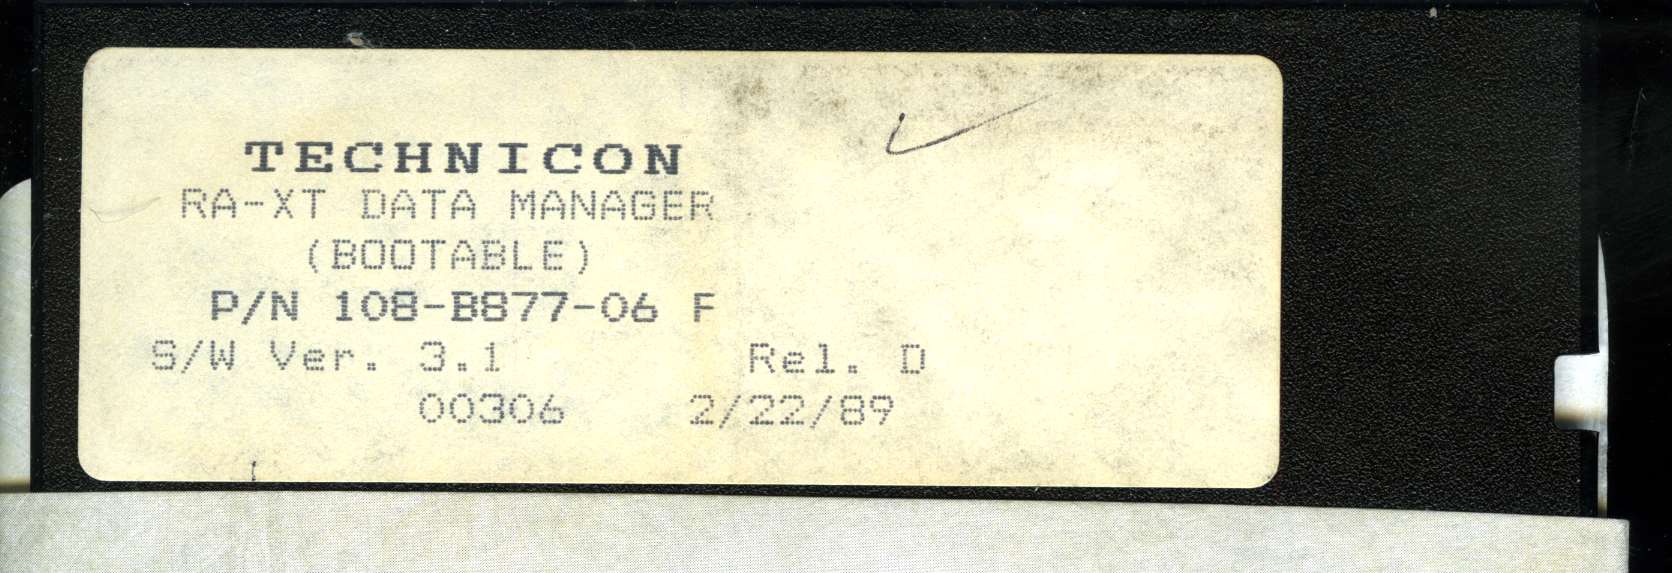 TECHNICON
RA-XT DATA MANAGER
(BOOTABLE)
P/N 108-B877-06 F
S/W Ver. 3.1 Rel. D
00306 2/22/89